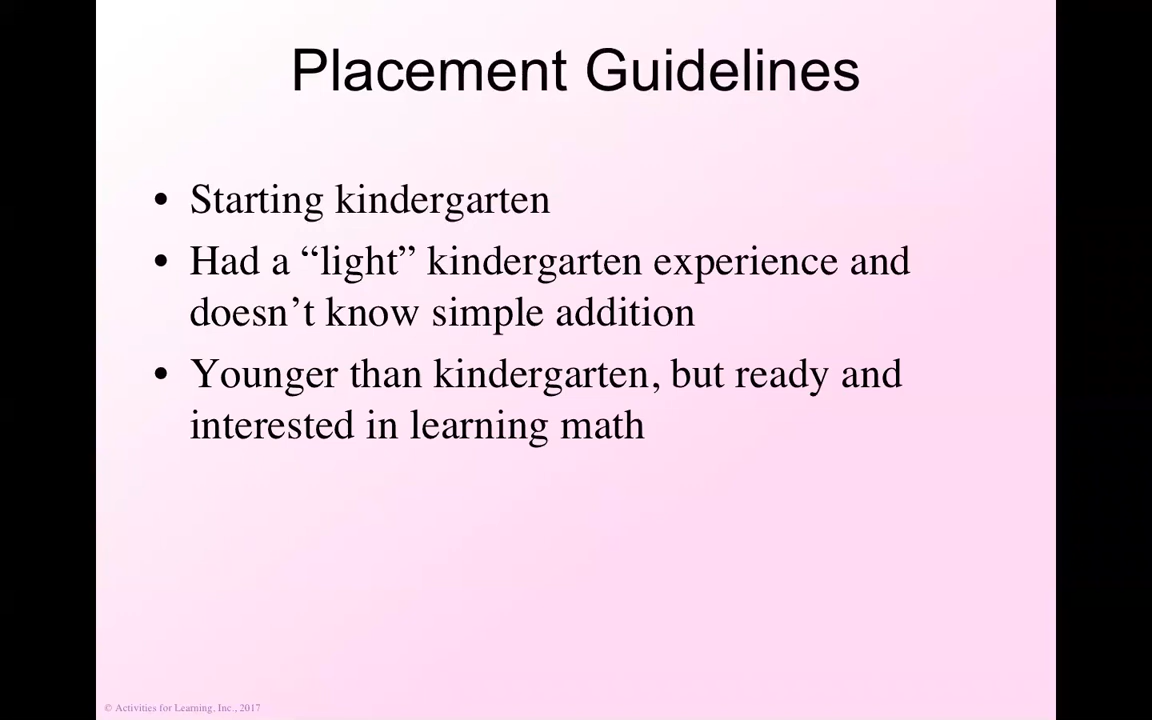 Placement Guidelines
• Starting kindergarten
• Had a “light” kindergarten experience and
doesn’t know simple addition
• Younger than kindergarten, but ready and
interested in learning math
© Activities for Learning, Inc., 2017